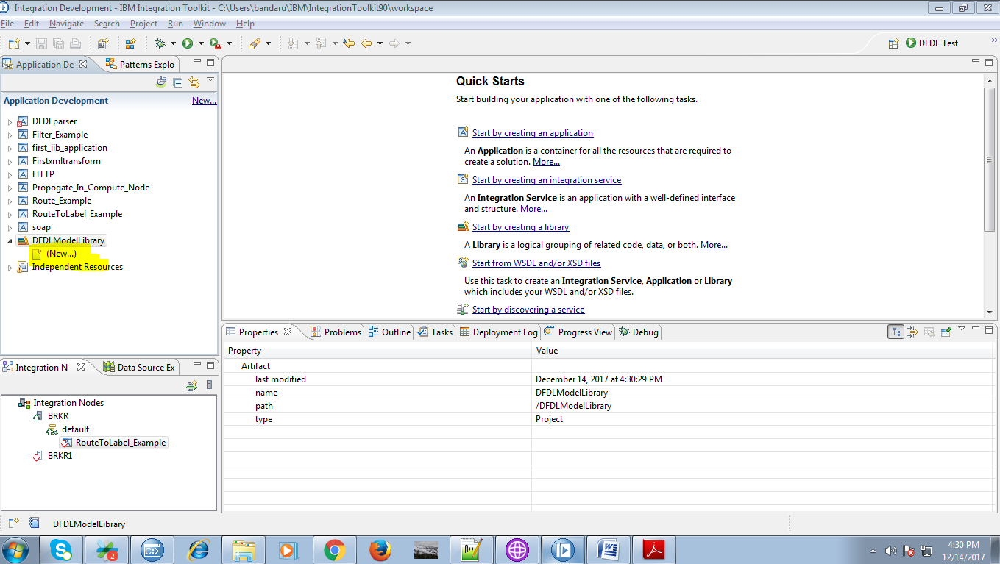 Integration Development - IBM Integration Toolkit - C:\Users\bandaru\IBM\IntegrationToolkit90\workspace
File Edit Navigate Search Project Run Window Help
DFDL Test
Application De
Patterns Explo
Application Development New...
DFDLparser
Filter_Example
first_iib_application
Firstxmltransform
HTTP
Propogate_In_Compute_Node
Route_Example
RouteToLabel_Example
soap
DFDLModelLibrary
(New...)
Independent Resources
Quick Starts
Start building your application with one of the following tasks.
Start by creating an application
An Application is a container for all the resources that are required to
create a solution. More...
Start by creating an integration service
An Integration Service is an application with a well-defined interface
and structure. More...
Start by creating a library
A Library is a logical grouping of related code, data, or both. More...
Start from WSDL and/or XSD files
Use this task to create an Integration Service, Application or Library
which includes your WSDL and/or XSD files.
Start by discovering a service
Integration N
Data Source Ex
Integration Nodes
BRKR
default
RouteToLabel_Example
BRKR1
Properties Problems Outline Tasks Deployment Log Progress View Debug
Property Value
Artifact
last modified December 14, 2017 at 4:30:29 PM
name DFDLModelLibrary
path /DFDLModelLibrary
type Project
DFDLModelLibrary
2
4:30 PM
12/14/2017